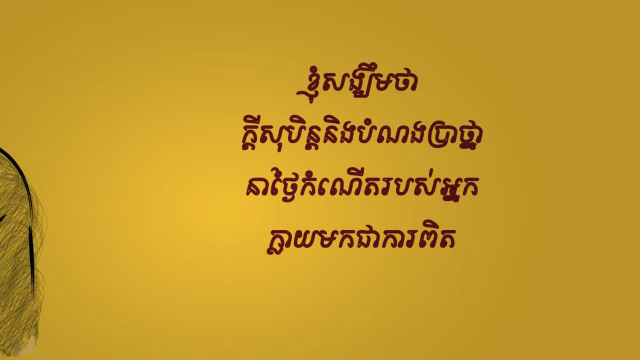 ខ្ញុំសង្ឃឹមថា
ក្ដីសុបិន្តនិងបំណងប្រាថ្នា
នាថ្ងៃកំណើតរបស់អ្នក
ក្លាយមកជាការពិត